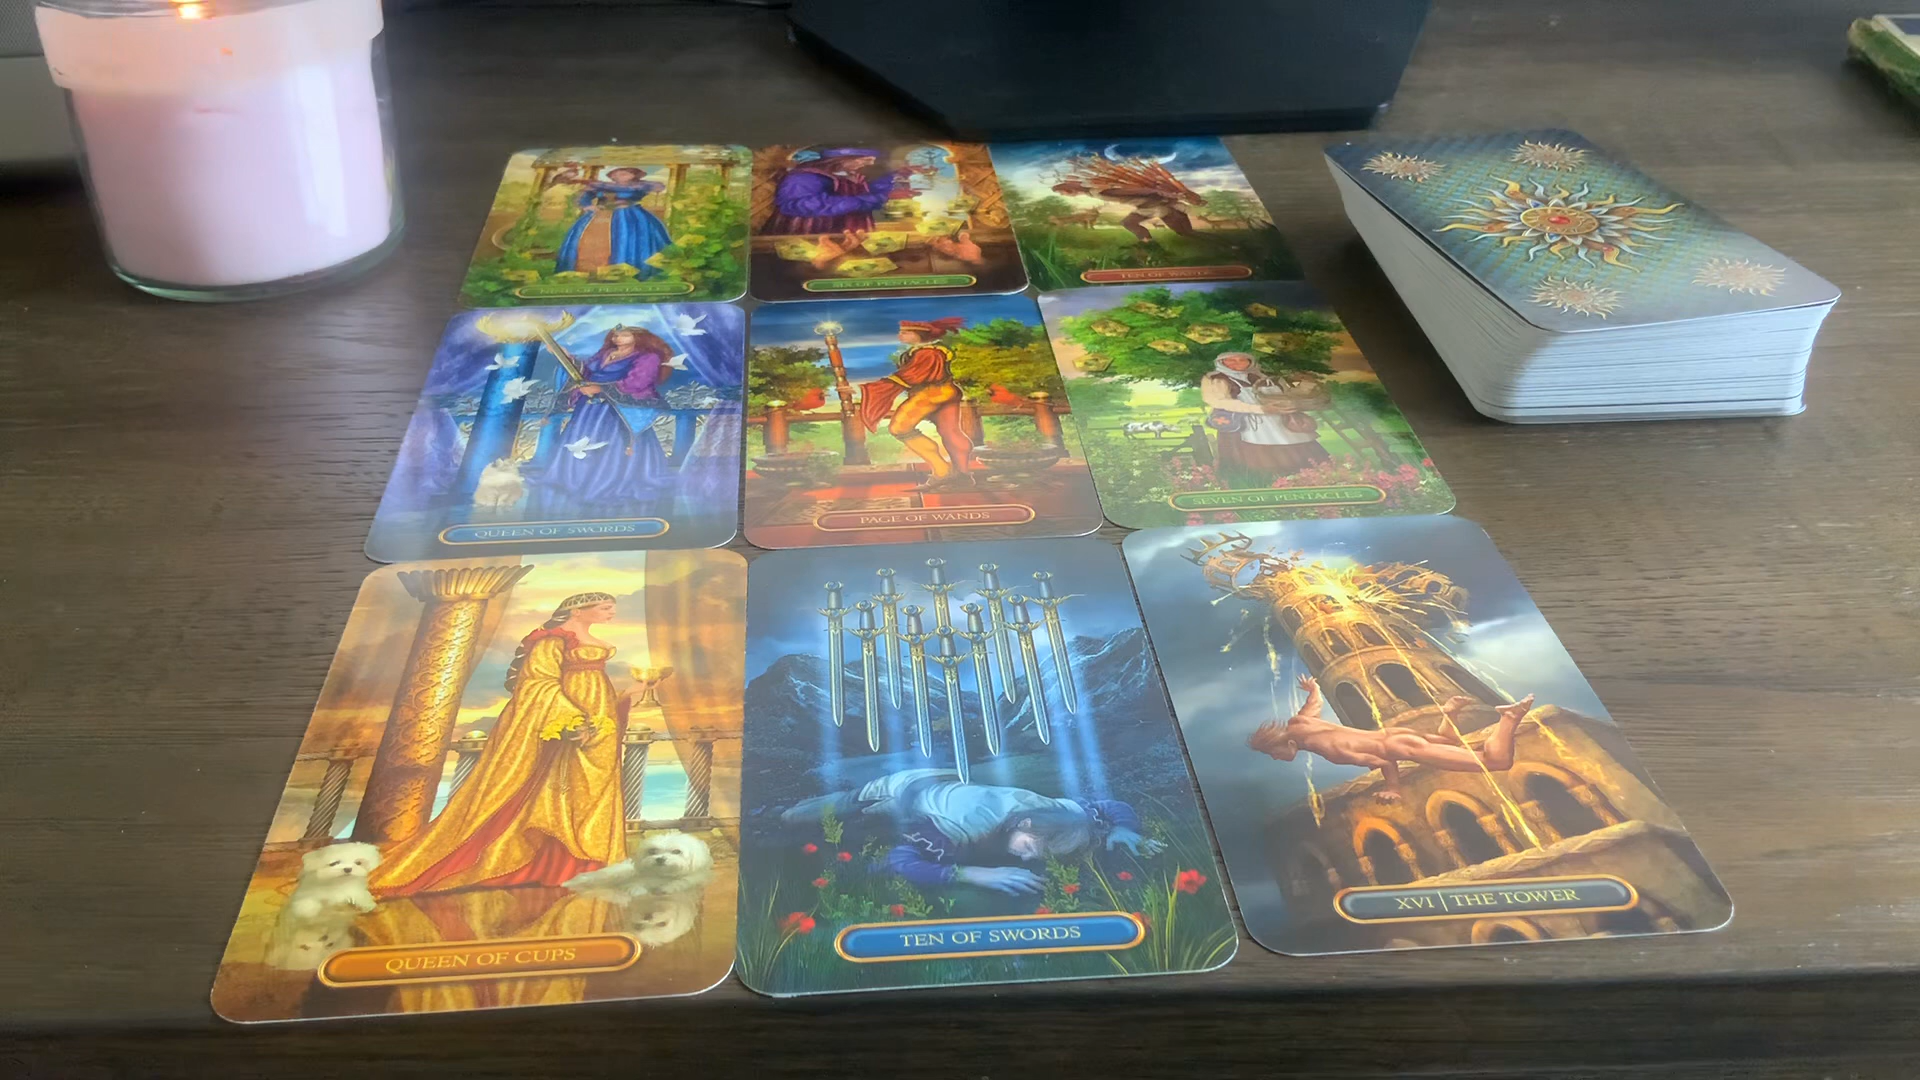 NINE OF PENTACLES
SIX OF PENTACLES
TEN OF WANDS
QUEEN OF SWORDS
PAGE OF WANDS
SEVEN OF PENTACLES
QUEEN OF CUPS
TEN OF SWORDS
XVI | THE TOWER